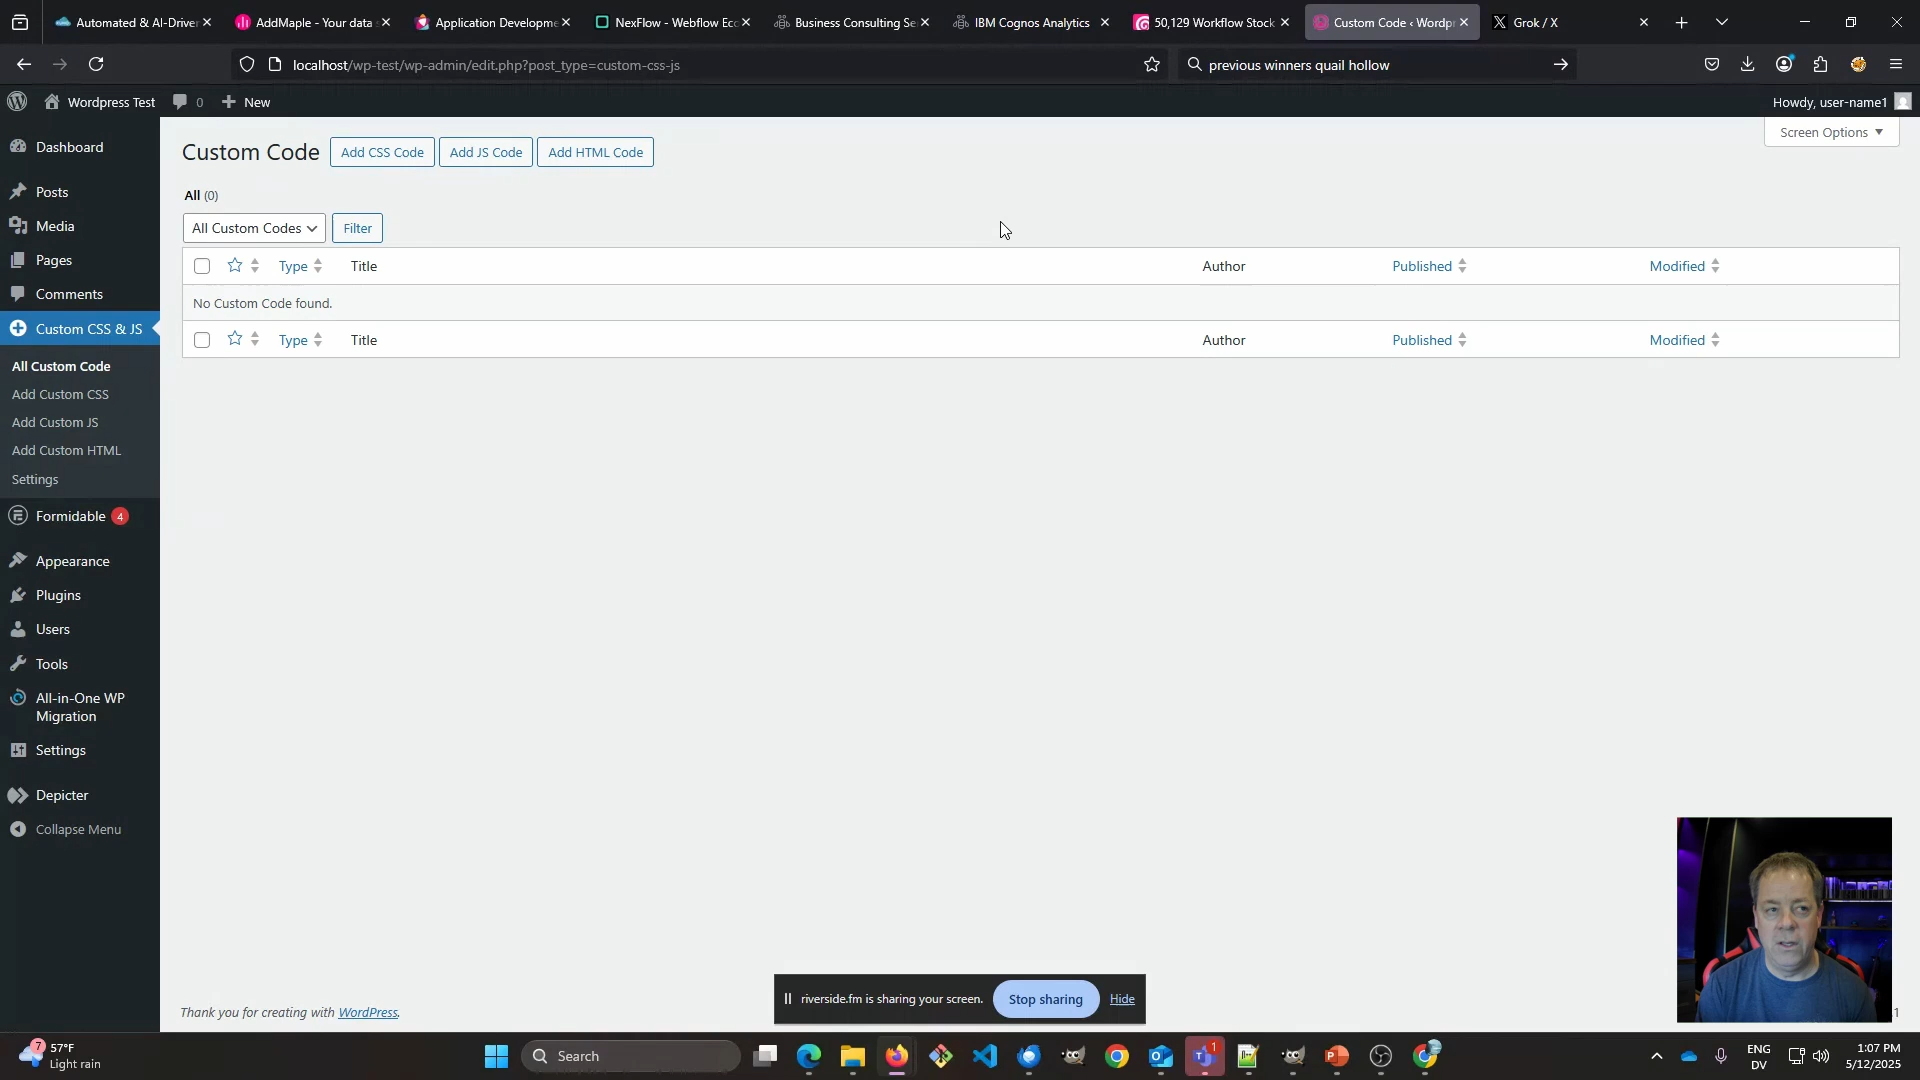 Automated & AI-Driver
AddMaple - Your data
Application Developme
NexFlow - Webflow Ec
Business Consulting Se
IBM Cognos Analytics
50,129 Workflow Stock
Custom Code ‹ Wordpr
Grok / X
localhost/wp-test/wp-admin/edit.php?post_type=custom-css-js
previous winners quail hollow
Wordpress Test
0
New
Howdy, user-name1
Screen Options
Dashboard
Posts
Media
Pages
Comments
Custom CSS & JS
All Custom Code
Add Custom CSS
Add Custom JS
Add Custom HTML
Settings
Formidable 4
Appearance
Plugins
Users
Tools
All-in-One WP
Migration
Settings
Depicter
Collapse Menu
Custom Code
Add CSS Code
Add JS Code
Add HTML Code
All (0)
All Custom Codes
Filter
Type Title Author Published Modified
No Custom Code found.
Type Title Author Published Modified
Thank you for creating with WordPress.
riverside.fm is sharing your screen.
Stop sharing
Hide
1
7
57°F
Light rain
Search
1
ENG
DV
1:07 PM
5/12/2025